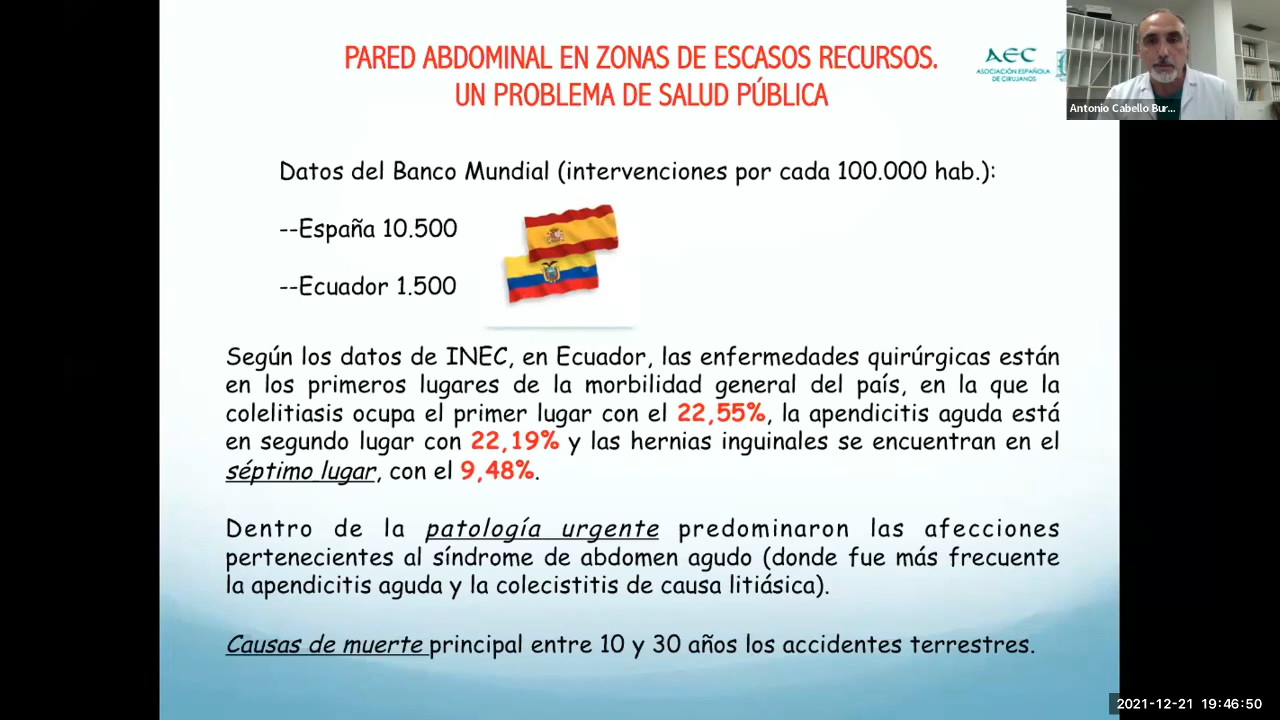 PARED ABDOMINAL EN ZONAS DE ESCASOS RECURSOS.
UN PROBLEMA DE SALUD PÚBLICA
AEC
ASOCIACIÓN ESPAÑOLA
DE CIRUJANOS
Antonio Cabello Bur...
Datos del Banco Mundial (intervenciones por cada 100.000 hab.):
--España 10.500
--Ecuador 1.500
Según los datos de INEC, en Ecuador, las enfermedades quirúrgicas están
en los primeros lugares de la morbilidad general del país, en la que la
colelitiasis ocupa el primer lugar con el 22,55%, la apendicitis aguda está
en segundo lugar con 22,19% y las hernias inguinales se encuentran en el
séptimo lugar, con el 9,48%.
Dentro de la patología urgente predominaron las afecciones
pertenecientes al síndrome de abdomen agudo (donde fue más frecuente
la apendicitis aguda y la colecistitis de causa litiásica).
Causas de muerte principal entre 10 y 30 años los accidentes terrestres.
2021-12-21 19:46:50